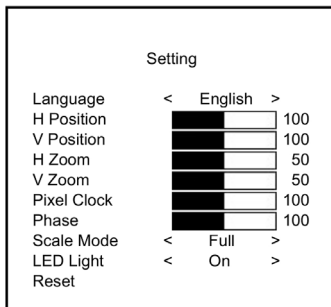 Setting
Language < English >
H Position 100
V Position 100
H Zoom 50
V Zoom 50
Pixel Clock 100
Phase 100
Scale Mode < Full >
LED Light < On >
Reset